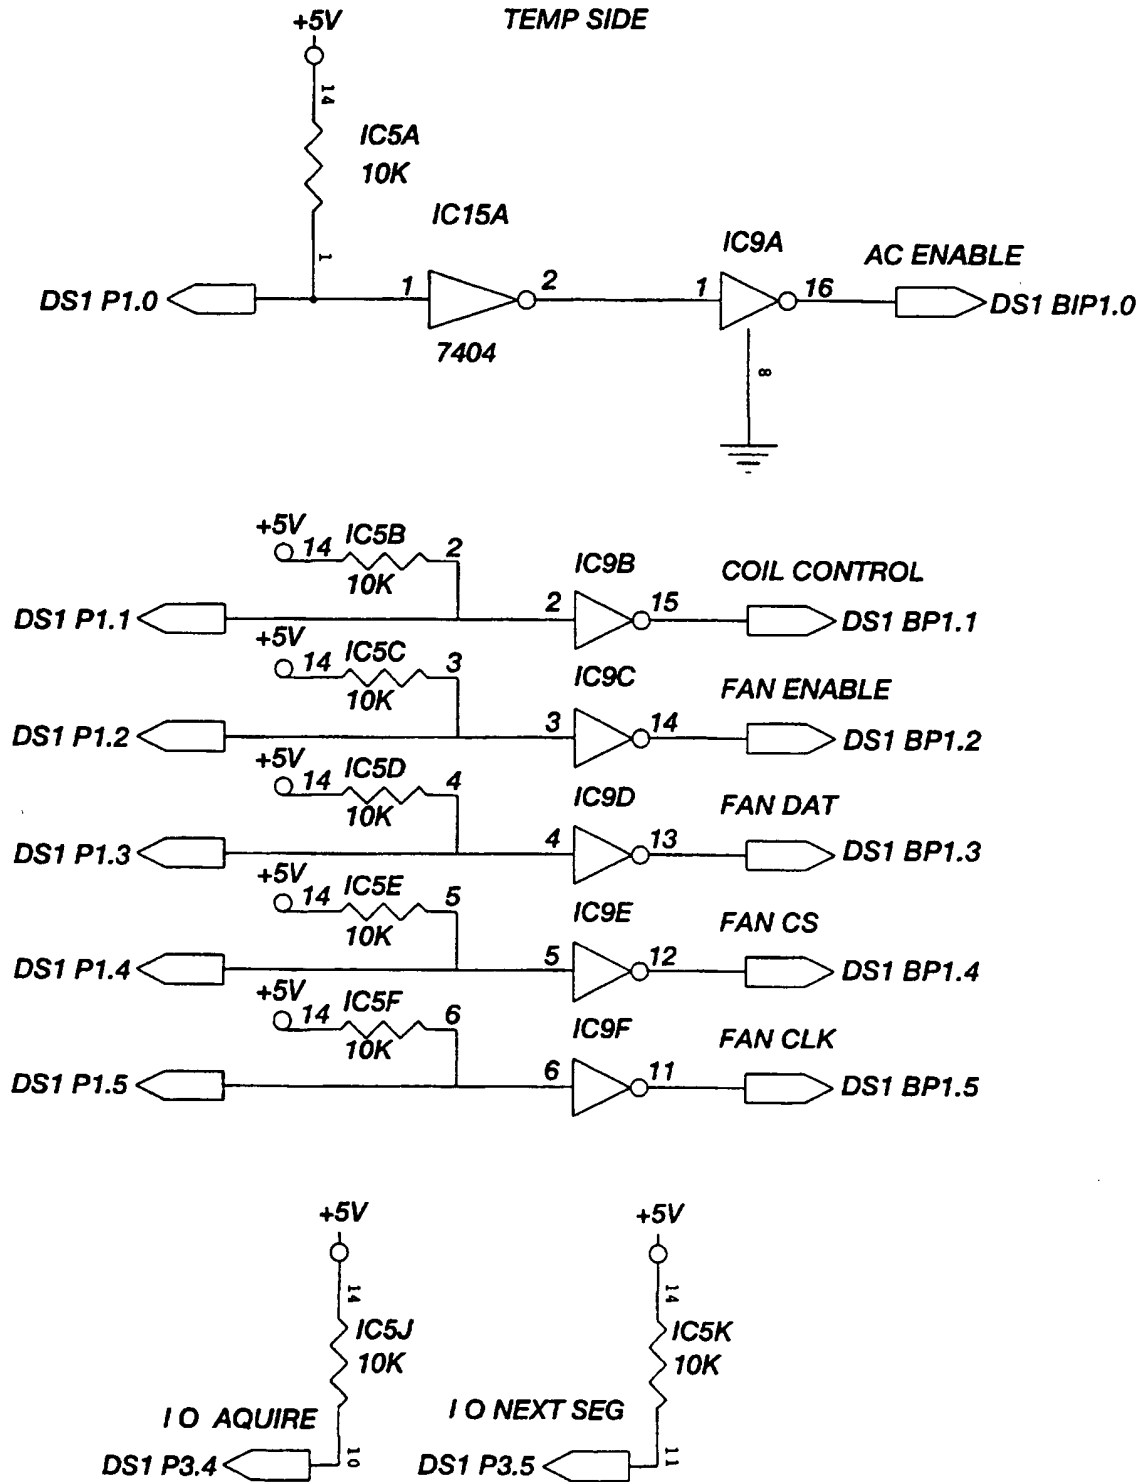 TEMP SIDE
+5V
14
IC5A
10K
1
IC15A
IC9A
AC ENABLE
DS1 P1.0
1
2
1
16
DS1 BIP1.0
7404
8
+5V
14
IC5B
2
10K
IC9B
COIL CONTROL
DS1 P1.1
2
15
DS1 BP1.1
+5V
14
IC5C
3
10K
IC9C
FAN ENABLE
DS1 P1.2
3
14
DS1 BP1.2
+5V
14
IC5D
4
10K
IC9D
FAN DAT
DS1 P1.3
4
13
DS1 BP1.3
+5V
14
IC5E
5
10K
IC9E
FAN CS
DS1 P1.4
5
12
DS1 BP1.4
+5V
14
IC5F
6
10K
IC9F
FAN CLK
DS1 P1.5
6
11
DS1 BP1.5
+5V
14
IC5J
10K
I O AQUIRE
10
DS1 P3.4
+5V
14
IC5K
10K
I O NEXT SEG
11
DS1 P3.5